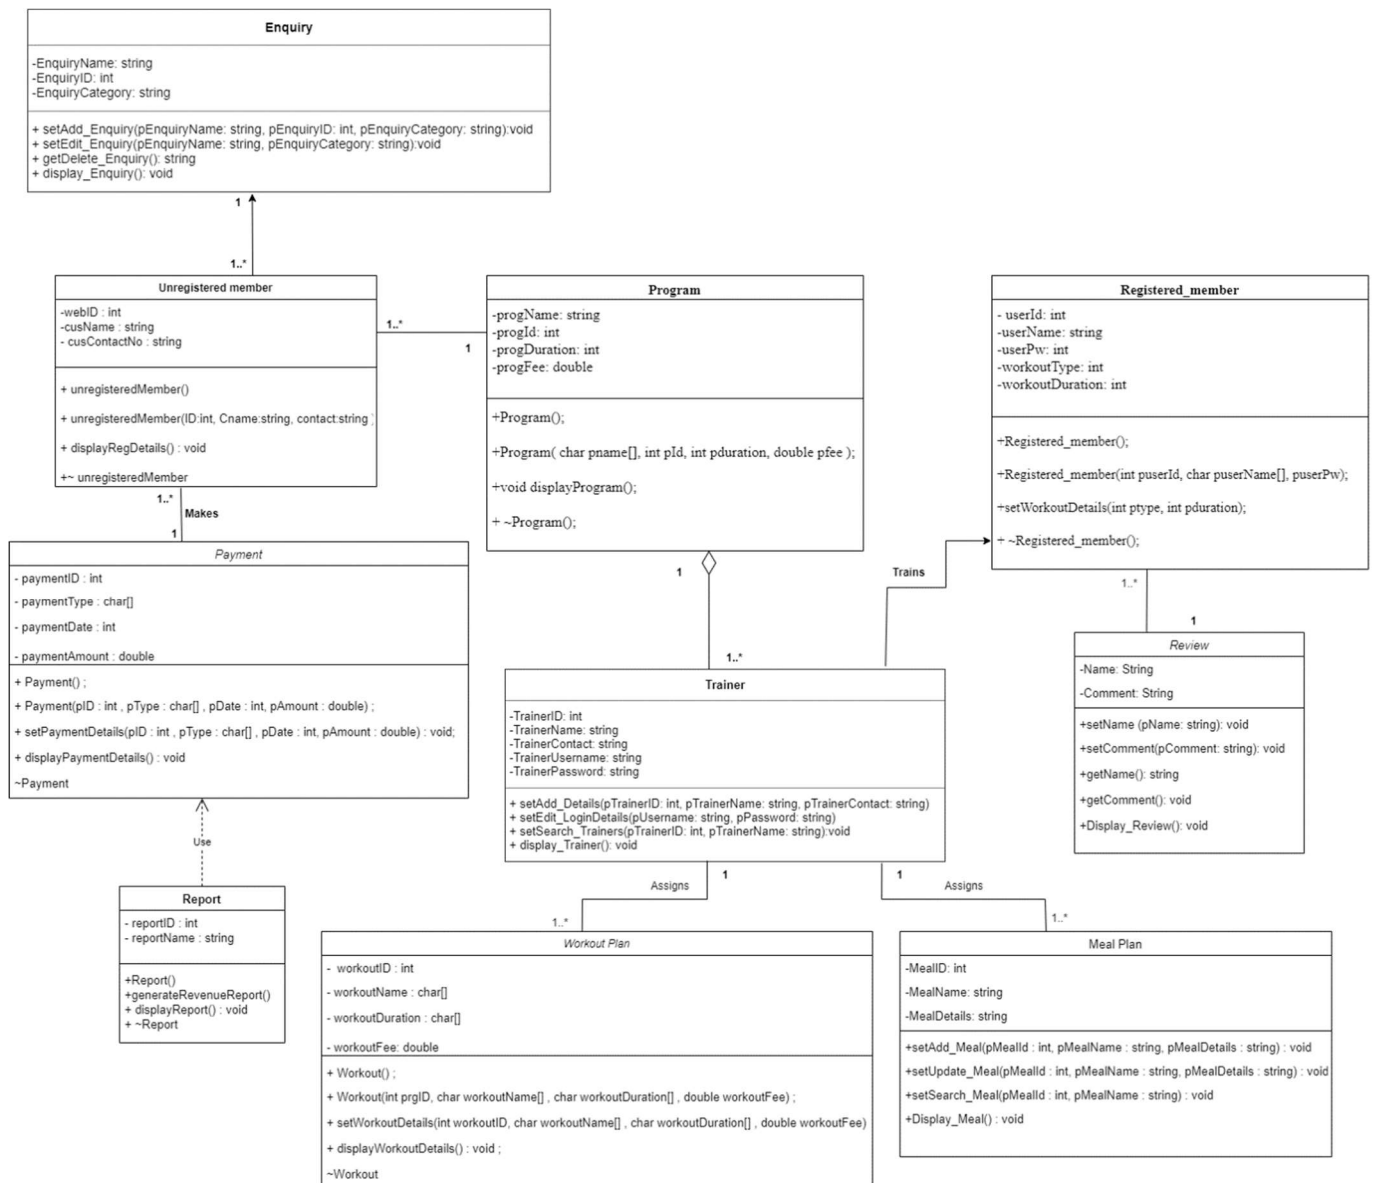 Enquiry
-EnquiryName: string
-EnquiryID: int
-EnquiryCategory: string
+ setAdd_Enquiry(pEnquiryName: string, pEnquiryID: int, pEnquiryCategory: string):void
+ setEdit_Enquiry(pEnquiryName: string, pEnquiryCategory: string):void
+ getDelete_Enquiry(): string
+ display_Enquiry(): void
1
1..*
Unregistered member
-webID : int
-cusName : string
- cusContactNo : string
+ unregisteredMember()
+ unregisteredMember(ID:int, Cname:string, contact:string
+ displayRegDetails() : void
+~ unregisteredMember
1..*
1
Program
-progName: string
-progId: int
-progDuration: int
-progFee: double
+Program();
+Program( char pname[], int pId, int pduration, double pfee );
+void displayProgram();
+ ~Program();
Registered_member
- userId: int
-userName: string
-userPw: int
-workoutType: int
-workoutDuration: int
+Registered_member();
+Registered_member(int puserId, char puserName[], puserPw);
+setWorkoutDetails(int ptype, int pduration);
+ ~Registered_member();
1..*
Makes
1
Payment
- paymentID : int
- paymentType : char[]
- paymentDate : int
- paymentAmount : double
+ Payment() ;
+ Payment(pID : int , pType : char[] , pDate : int, pAmount : double) ;
+ setPaymentDetails(pID : int , pType : char[] , pDate : int, pAmount : double) : void;
+ displayPaymentDetails() : void
~Payment
Use
Report
- reportID : int
- reportName : string
+Report()
+generateRevenueReport()
+ displayReport() : void
+ ~Report
1
1..*
Trains
Trainer
-TrainerID: int
-TrainerName: string
-TrainerContact: string
-TrainerUsername: string
-TrainerPassword: string
+ setAdd_Details(pTrainerID: int, pTrainerName: string, pTrainerContact: string)
+ setEdit_LoginDetails(pUsername: string, pPassword: string)
+ setSearch_Trainers(pTrainerID: int, pTrainerName: string):void
+ display_Trainer(): void
1..*
1
Review
-Name: String
-Comment: String
+setName (pName: string): void
+setComment(pComment: string): void
+getName(): string
+getComment(): void
+Display_Review(): void
Assigns
1
1..*
Workout Plan
- workoutID : int
- workoutName : char[]
- workoutDuration : char[]
- workoutFee: double
+ Workout() ;
+ Workout(int prgID, char workoutName[] , char workoutDuration[] , double workoutFee) ;
+ setWorkoutDetails(int workoutID, char workoutName[] , char workoutDuration[] , double workoutFee)
+ displayWorkoutDetails() : void ;
~Workout
1
Assigns
1..*
Meal Plan
-MealID: int
-MealName: string
-MealDetails: string
+setAdd_Meal(pMealId : int, pMealName : string, pMealDetails : string) : void
+setUpdate_Meal(pMealId : int, pMealName : string, pMealDetails : string) : void
+setSearch_Meal(pMealId : int, pMealName : string) : void
+Display_Meal() : void